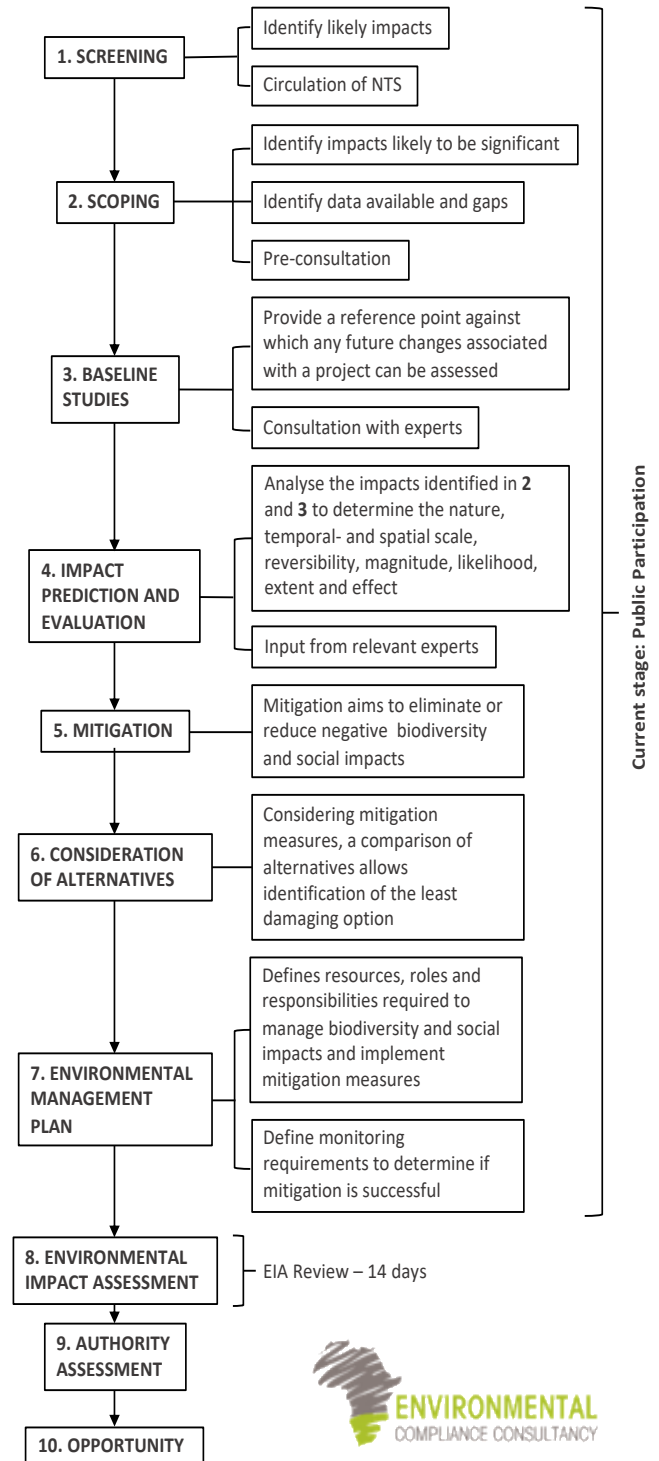 1. SCREENING
Identify likely impacts
Circulation of NTS
2. SCOPING
Identify impacts likely to be significant
Identify data available and gaps
Pre-consultation
3. BASELINE
STUDIES
Provide a reference point against
which any future changes associated
with a project can be assessed
Consultation with experts
4. IMPACT
PREDICTION AND
EVALUATION
Analyse the impacts identified in 2
and 3 to determine the nature,
temporal- and spatial scale,
reversibility, magnitude, likelihood,
extent and effect
Input from relevant experts
5. MITIGATION
Mitigation aims to eliminate or
reduce negative biodiversity
and social impacts
6. CONSIDERATION
OF ALTERNATIVES
Considering mitigation
measures, a comparison of
alternatives allows
identification of the least
damaging option
7. ENVIRONMENTAL
MANAGEMENT
PLAN
Defines resources, roles and
responsibilities required to
manage biodiversity and social
impacts and implement
mitigation measures
Define monitoring
requirements to determine if
mitigation is successful
Current stage: Public Participation
8. ENVIRONMENTAL
IMPACT ASSESSMENT
EIA Review – 14 days
9. AUTHORITY
ASSESSMENT
10. OPPORTUNITY
ENVIRONMENTAL
COMPLIANCE CONSULTANCY